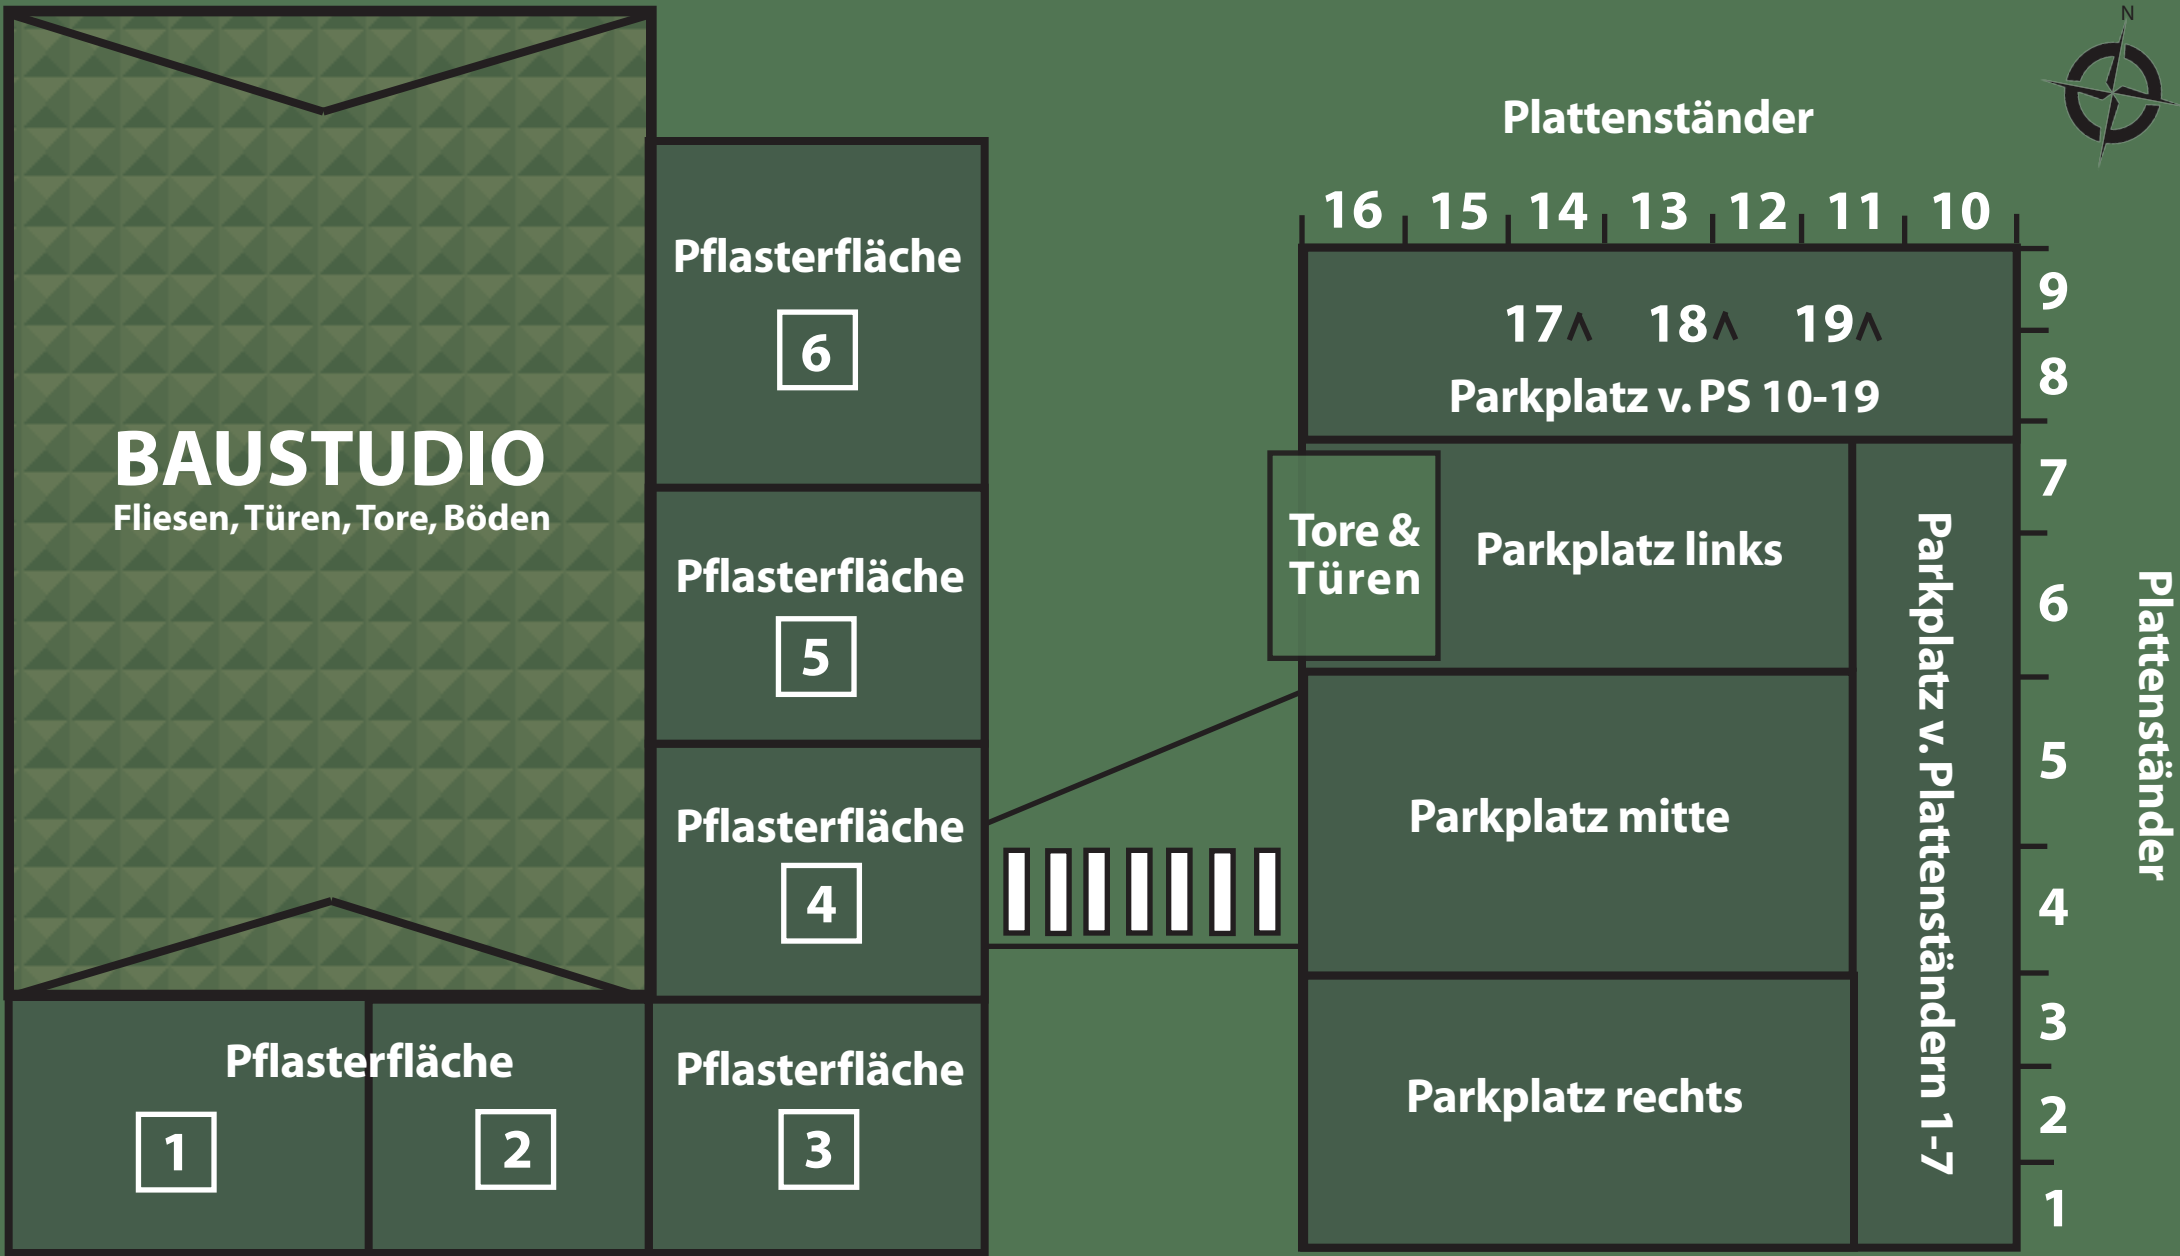 N
Plattenständer
16 15 14 13 12 11 10
Pflasterfläche
6
17 18 19
Parkplatz v. PS 10-19
9
8
7
6
5
4
3
2
1
BAUSTUDIO
Fliesen, Türen, Tore, Böden
Pflasterfläche
5
Tore &
Türen
Parkplatz links
Parkplatz v. Plattenständern 1-7
Plattenständer
Pflasterfläche
4
Parkplatz mitte
Pflasterfläche
1
2
Pflasterfläche
3
Parkplatz rechts